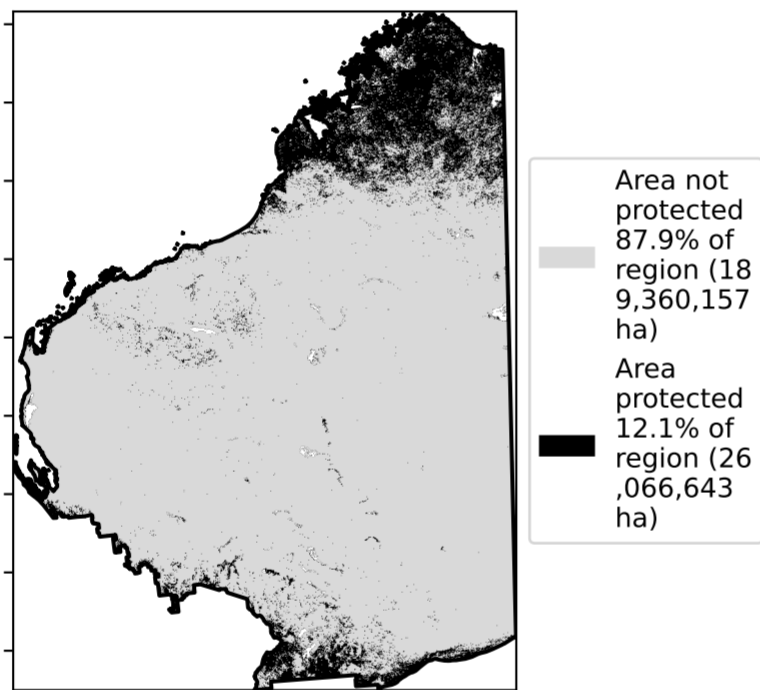 Area not
protected
87.9% of
region (18
9,360,157
ha)
Area
protected
12.1% of
region (26
,066,643
ha)